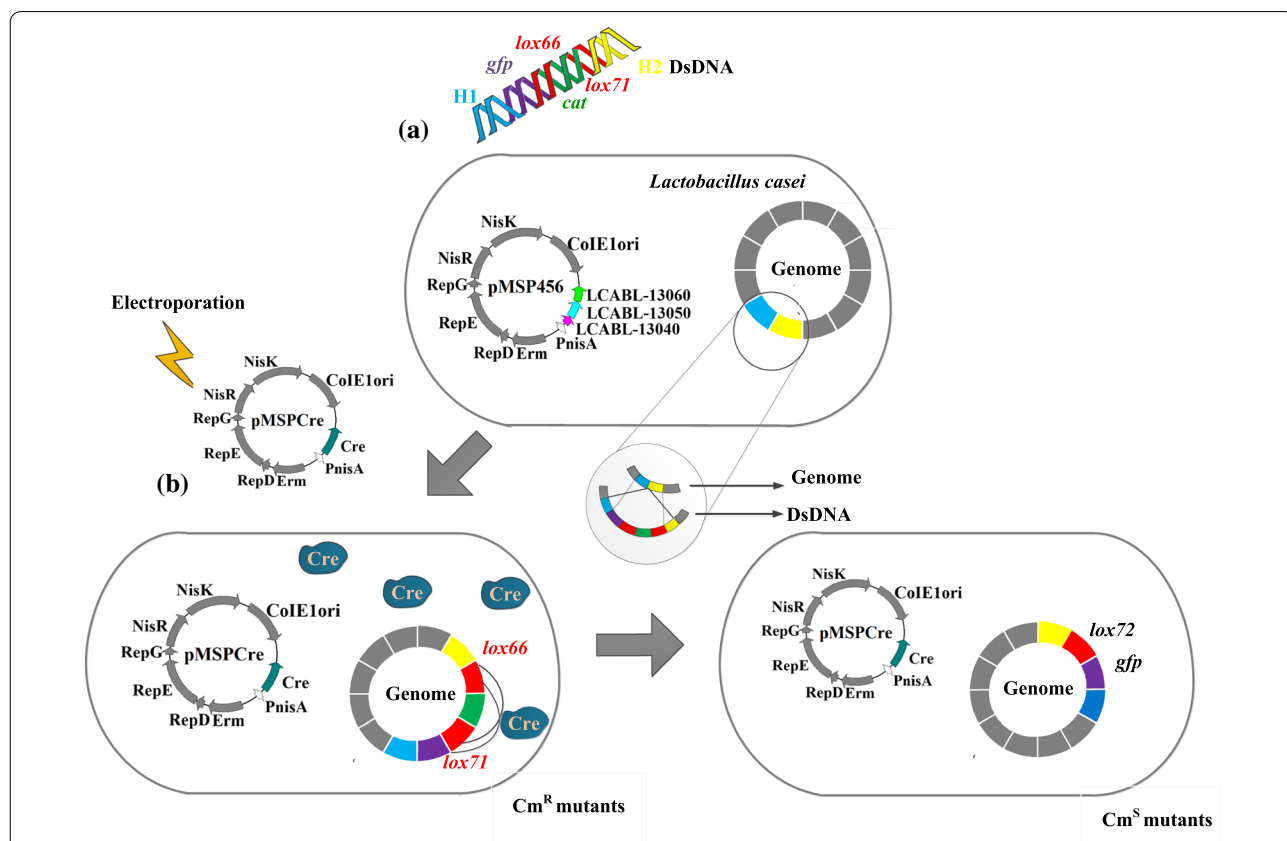 lox66
gfp
H2 DsDNA
lox71
H1
cat
(a)
Lactobacillus casei
NisK
CoIE1ori
NisR
RepG
pMSP456
Genome
LCABL-13060
LCABL-13050
LCABL-13040
RepE
RepD
Erm
PnisA
Electroporation
NisK
CoIE1ori
NisR
RepG
pMSPCre
RepE
Cre
PnisA
RepD
Erm
(b)
Genome
DsDNA
Cre
Cre
Cre
NisK
CoIE1ori
NisR
RepG
pMSPCre
RepE
Cre
PnisA
RepD
Erm
lox66
Genome
Cre
lox71
CmR mutants
NisK
CoIE1ori
NisR
RepG
pMSPCre
RepE
Cre
PnisA
RepD
Erm
lox72
gfp
Genome
CmS mutants